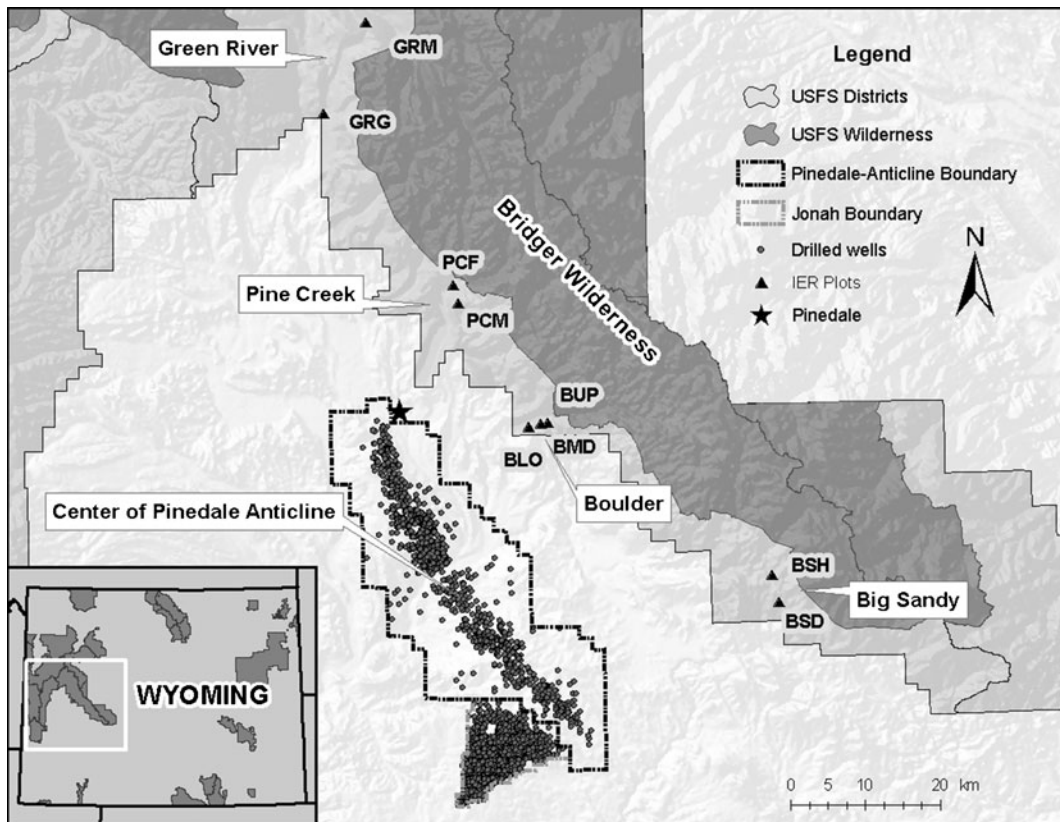 Green River
GRM
GRG
Legend
USFS Districts
USFS Wilderness
Pinedale-Anticline Boundary
Jonah Boundary
Drilled wells
IER Plots
Pinedale
N
Bridger Wilderness
PCF
Pine Creek
PCM
BUP
BLO
BMD
Boulder
Center of Pinedale Anticline
BSH
Big Sandy
BSD
WYOMING
0 5 10 20 km